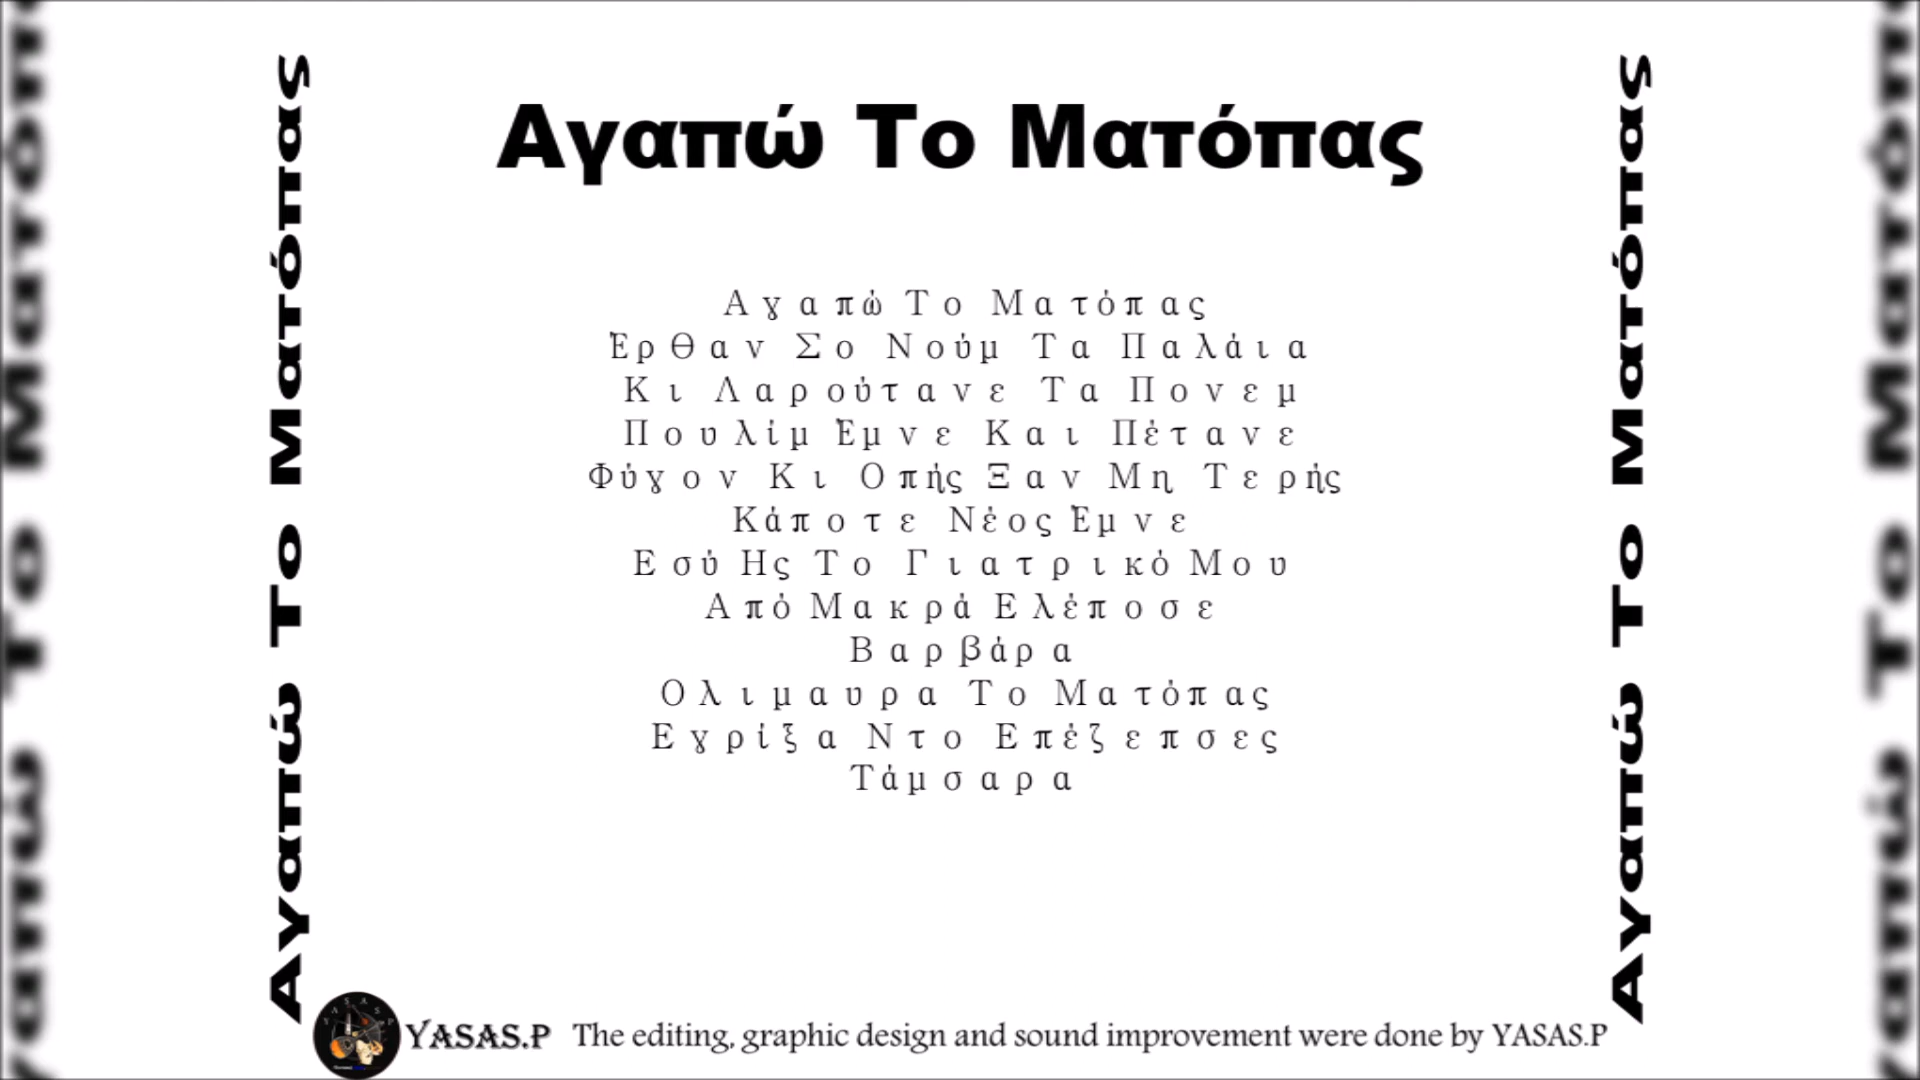 Αγαπώ Το Ματόπας
Αγαπώ Το Ματόπας
Έρθαν Σο Νούμ Τα Παλάια
Κι Λαρούτανε Τα Πονεμ
Πουλίμ Έμνε Και Πέτανε
Φύγον Κι Οπής Ξαν Μη Τερής
Κάποτε Νέος Έμνε
Εσύ Ης Το Γιατρικό Μου
Από Μακρά Ελέποσε
Βαρβάρα
Ολιμαυρα Το Ματόπας
Εγρίξα Ντο Επέζεπσες
Τάμσαρα
Αγαπώ Το Ματόπας
Αγαπώ Το Ματόπας
YASAS.P The editing, graphic design and sound improvement were done by YASAS.P